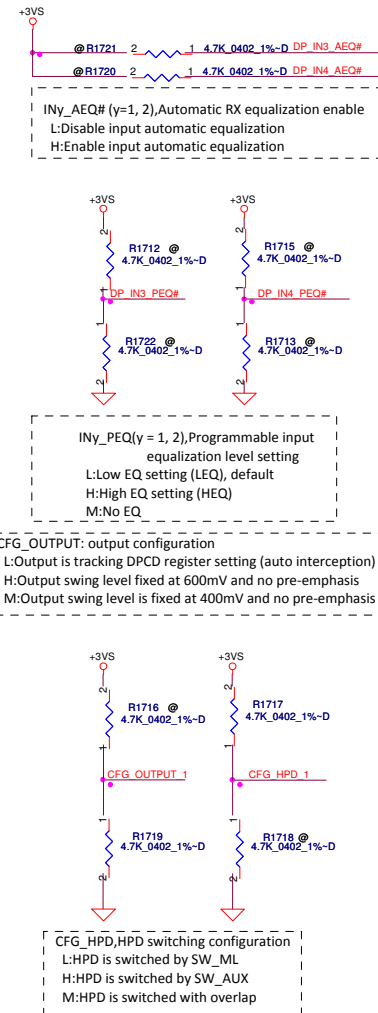 +3VS
@ R1721 2 1 4.7K_0402_1%~D DP_IN3_AEQ#
@ R1720 2 1 4.7K_0402_1%~D DP_IN4_AEQ#
INy_AEQ# (y=1, 2),Automatic RX equalization enable
L:Disable input automatic equalization
H:Enable input automatic equalization
+3VS
+3VS
2
R1712 @
4.7K_0402_1%~D
1
2
R1715 @
4.7K_0402_1%~D
1
DP_IN3_PEQ#
DP_IN4_PEQ#
1
R1722 @
4.7K_0402_1%~D
2
1
R1713 @
4.7K_0402_1%~D
2
INy_PEQ(y = 1, 2),Programmable input
equalization level setting
L:Low EQ setting (LEQ), default
H:High EQ setting (HEQ)
M:No EQ
CFG_OUTPUT: output configuration
L:Output is tracking DPCD register setting (auto interception)
H:Output swing level fixed at 600mV and no pre-emphasis
M:Output swing level is fixed at 400mV and no pre-emphasis
+3VS
+3VS
2
R1716 @
4.7K_0402_1%~D
1
2
R1717
4.7K_0402_1%~D
1
CFG_OUTPUT_1
CFG_HPD_1
1
R1719
4.7K_0402_1%~D
2
1
R1718 @
4.7K_0402_1%~D
2
CFG_HPD,HPD switching configuration
L:HPD is switched by SW_ML
H:HPD is switched by SW_AUX
M:HPD is switched with overlap